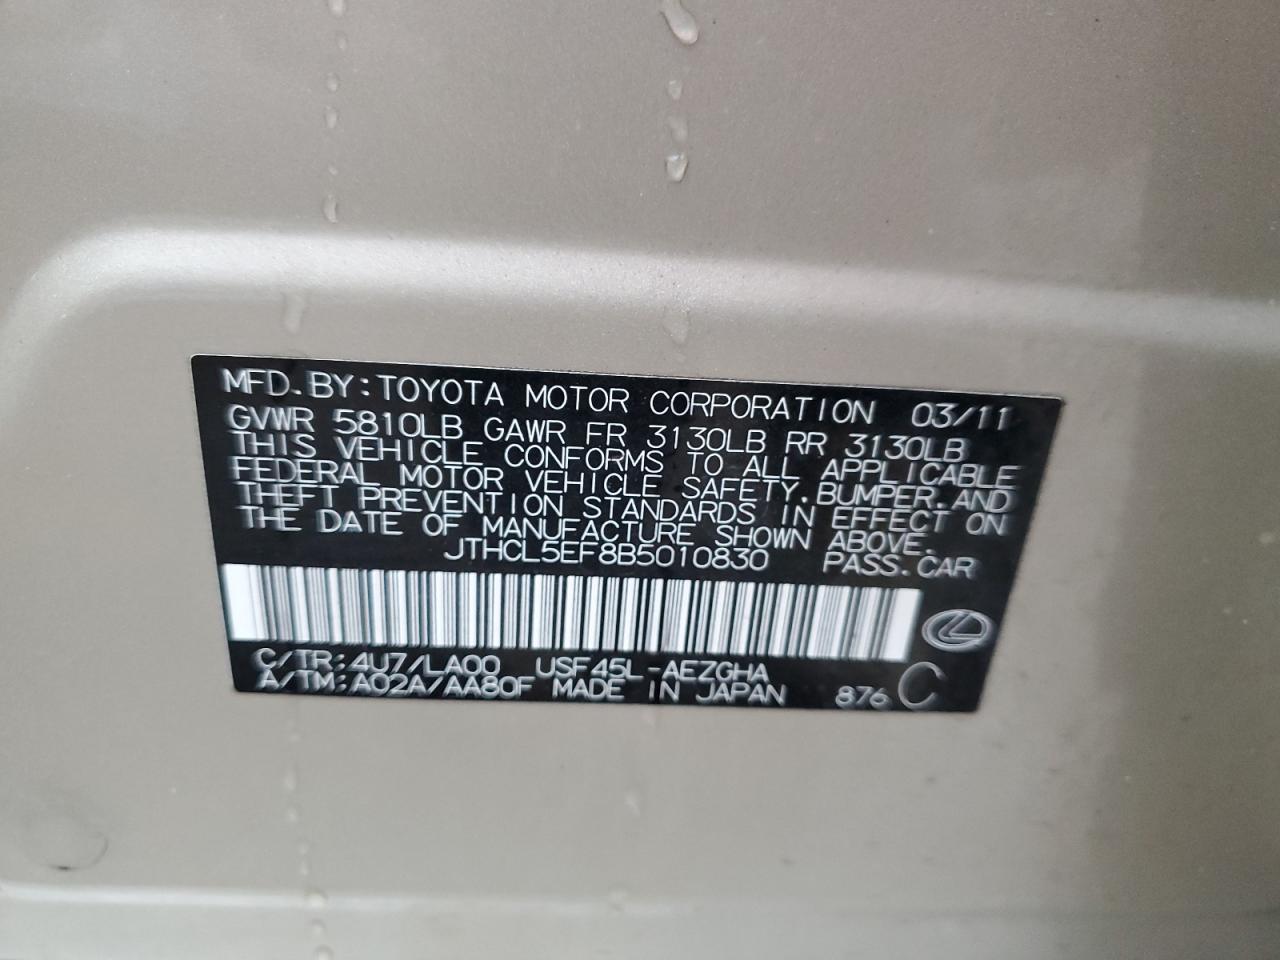 MFD.BY:TOYOTA MOTOR CORPORATION 03/11
GVWR 5810LB GAWR FR 3130LB RR 3130LB
THIS VEHICLE CONFORMS TO ALL APPLICABLE
FEDERAL MOTOR VEHICLE SAFETY,BUMPER,AND
THEFT PREVENTION STANDARDS IN EFFECT ON
THE DATE OF MANUFACTURE SHOWN ABOVE.
JTHCL5EF8B5010830 PASS.CAR
C/TR:4U7/LA00 USF45L-AEZGHA
A/TM:A02A/AA80F MADE IN JAPAN 876 C